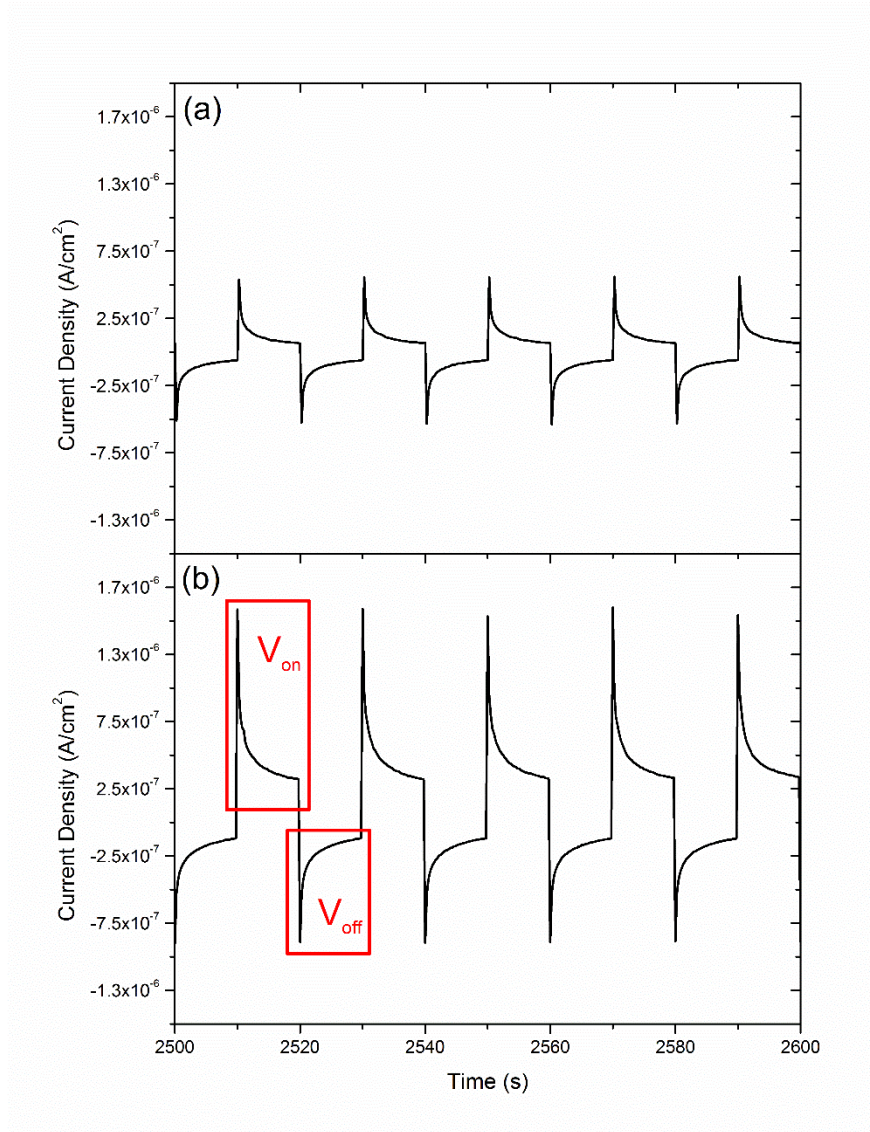 (a)
1.7x10⁻⁶
1.3x10⁻⁶
7.5x10⁻⁷
2.5x10⁻⁷
-2.5x10⁻⁷
-7.5x10⁻⁷
-1.3x10⁻⁶
Current Density (A/cm²)
(b)
1.7x10⁻⁶
1.3x10⁻⁶
7.5x10⁻⁷
2.5x10⁻⁷
-2.5x10⁻⁷
-7.5x10⁻⁷
-1.3x10⁻⁶
Current Density (A/cm²)
Von
Voff
2500 2520 2540 2560 2580 2600
Time (s)